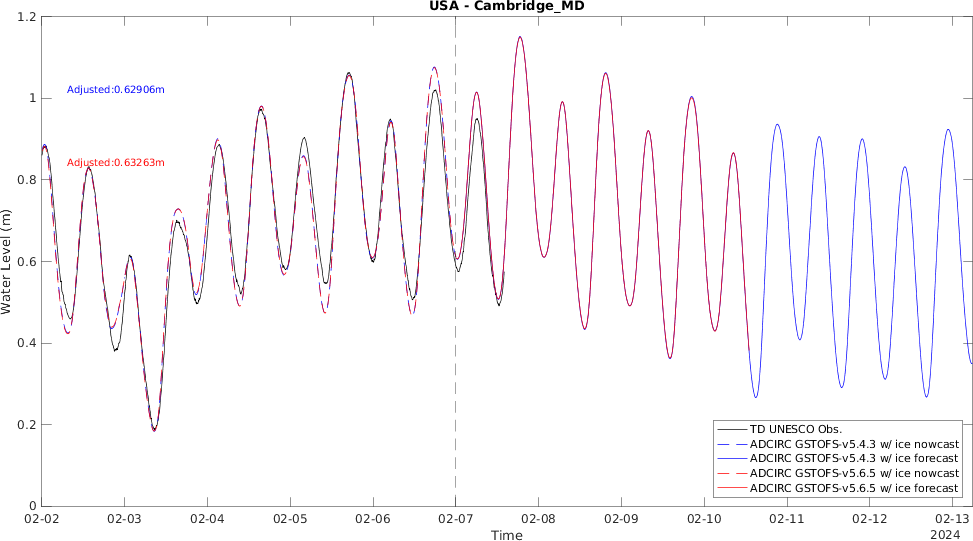 USA - Cambridge_MD
1.2
1
0.8
0.6
0.4
0.2
0
Water Level (m)
Adjusted:0.62906m
Adjusted:0.63263m
TD UNESCO Obs.
ADCIRC GSTOFS-v5.4.3 w/ ice nowcast
ADCIRC GSTOFS-v5.4.3 w/ ice forecast
ADCIRC GSTOFS-v5.6.5 w/ ice nowcast
ADCIRC GSTOFS-v5.6.5 w/ ice forecast
02-02 02-03 02-04 02-05 02-06 02-07 02-08 02-09 02-10 02-11 02-12 02-13
Time
2024